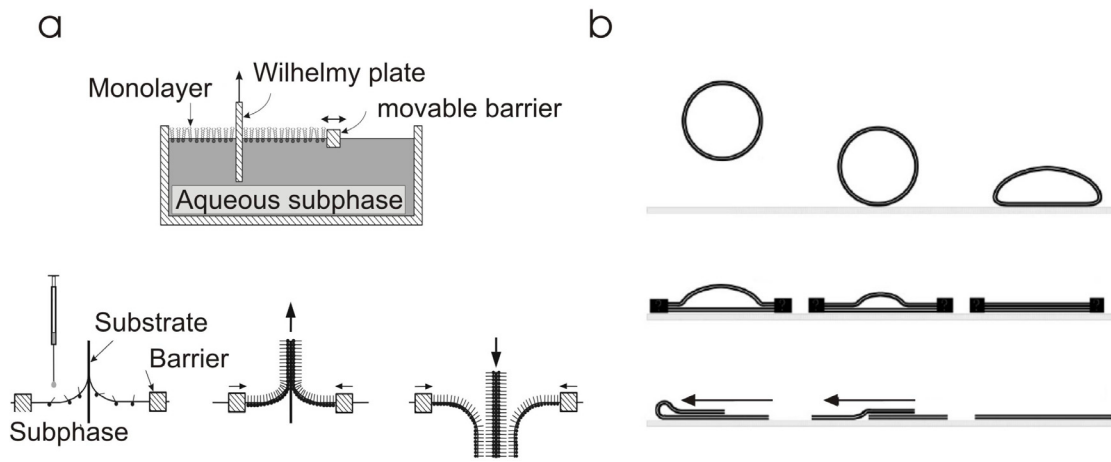 a
b
Wilhelmy plate
Monolayer
movable barrier
Aqueous subphase
Substrate
Barrier
Subphase